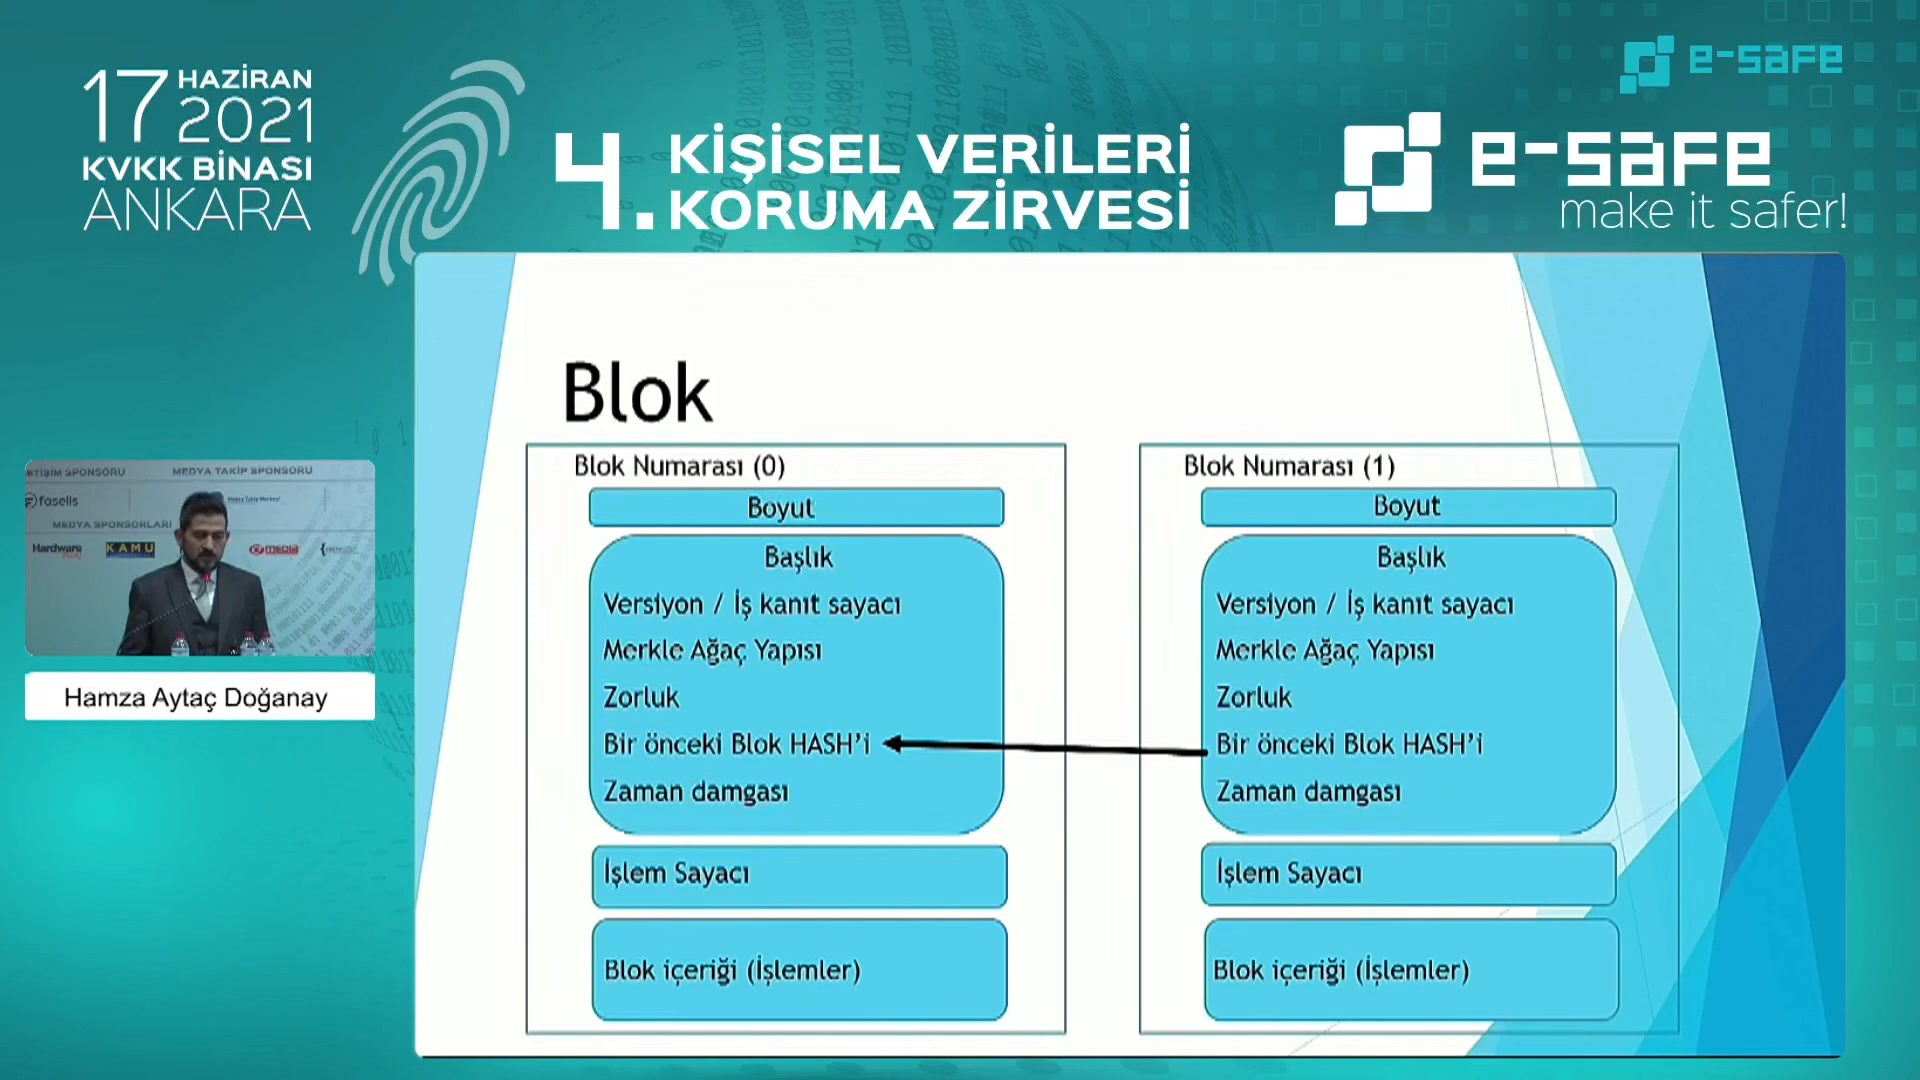 17 HAZİRAN
2021
KVKK BİNASI
ANKARA
4. KİŞİSEL VERİLERİ
KORUMA ZİRVESİ
e-safe
e-safe
make it safer!
MEDYA TAKİP SPONSORU
faselis
MEDYA SPONSORLARI
Hardware
KAMU
MEDIA
Hamza Aytaç Doğanay
Blok
Blok Numarası (0)
Boyut
Başlık
Versiyon / İş kanıt sayacı
Merkle Ağaç Yapısı
Zorluk
Bir önceki Blok HASH’i
Zaman damgası
İşlem Sayacı
Blok içeriği (İşlemler)
Blok Numarası (1)
Boyut
Başlık
Versiyon / İş kanıt sayacı
Merkle Ağaç Yapısı
Zorluk
Bir önceki Blok HASH’i
Zaman damgası
İşlem Sayacı
Blok içeriği (İşlemler)